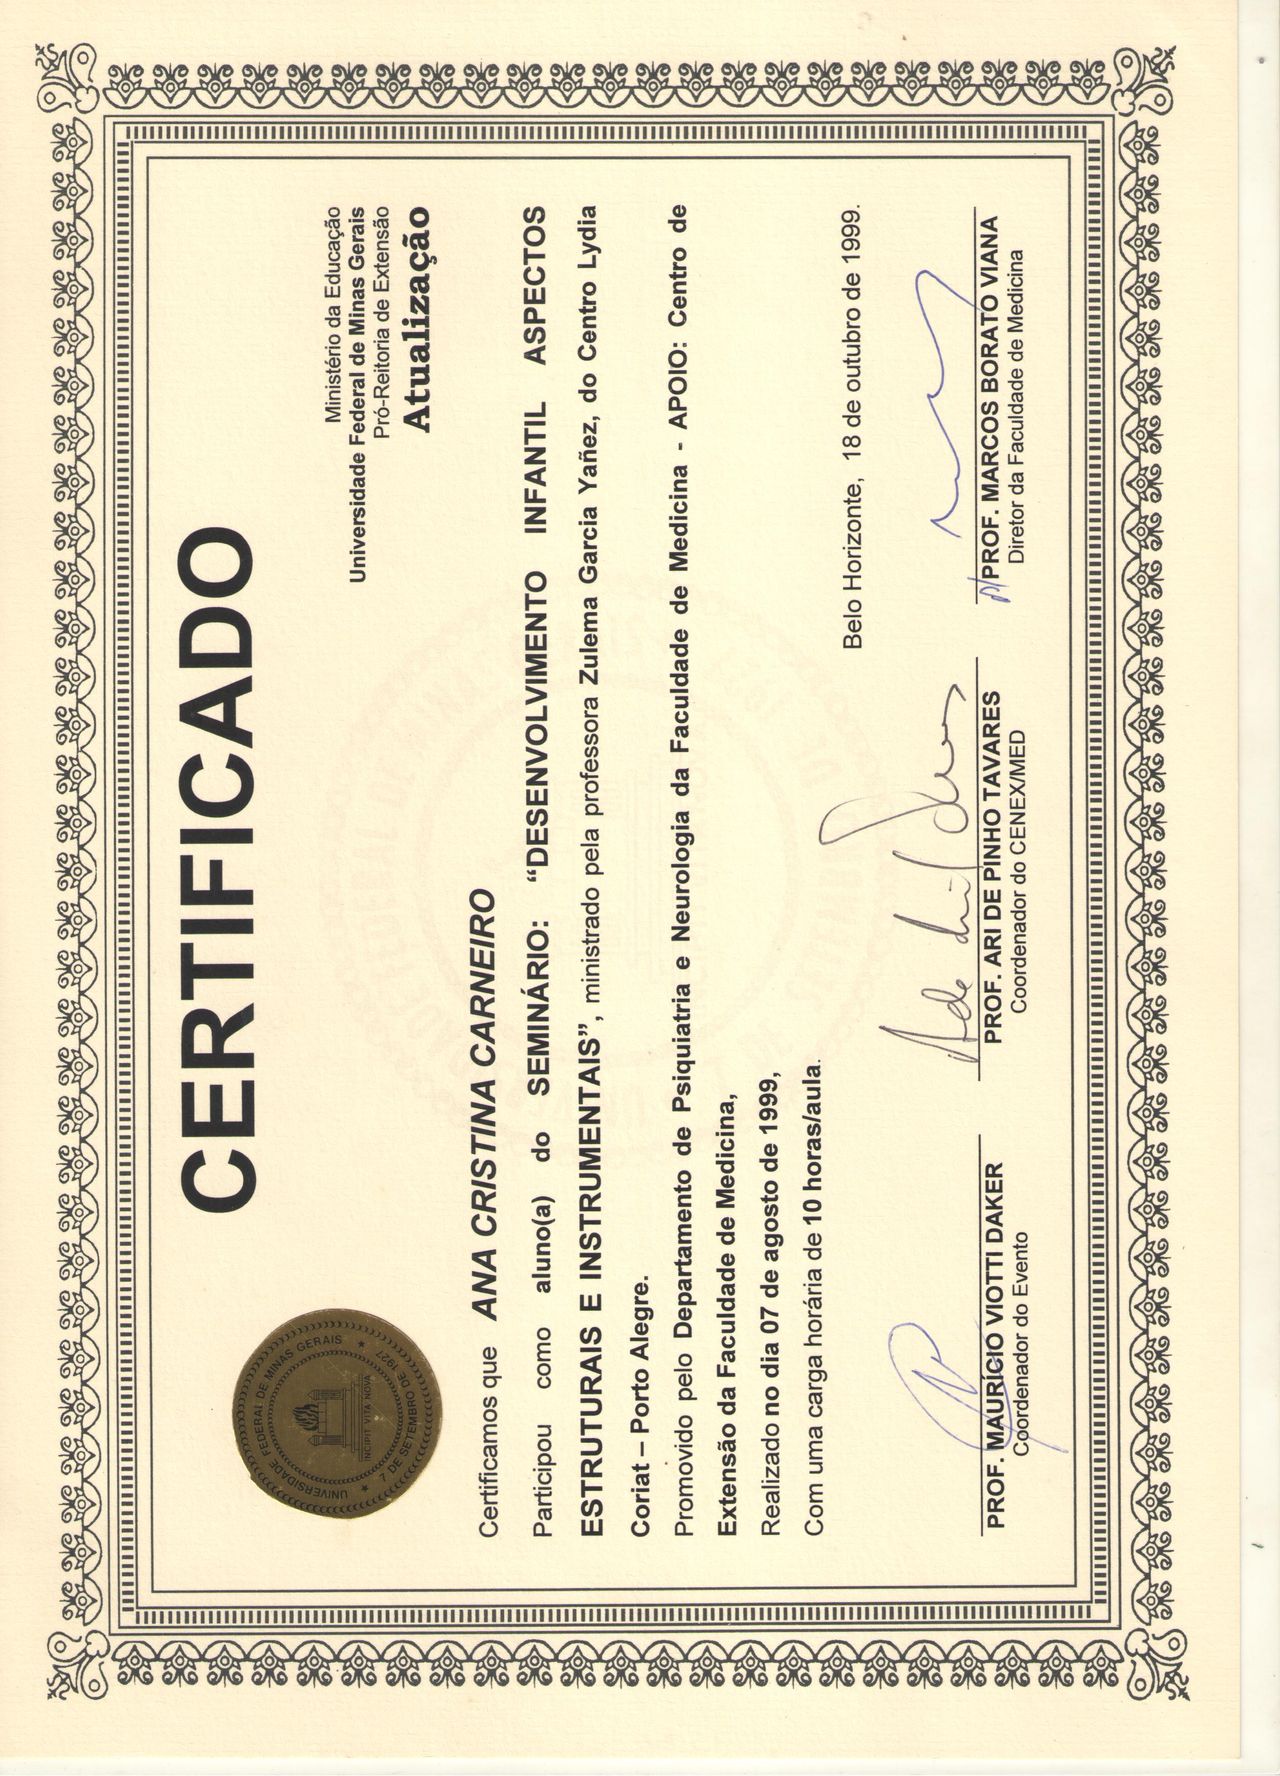 CERTIFICADO
UNIVERSIDADE FEDERAL DE MINAS GERAIS
INCIPIT VITA NOVA
★ 7 DE SETEMBRO DE 1927 ★
Ministério da Educação
Universidade Federal de Minas Gerais
Pró-Reitoria de Extensão
Atualização
Certificamos que ANA CRISTINA CARNEIRO
Participou como aluno(a) do SEMINÁRIO: “DESENVOLVIMENTO INFANTIL ASPECTOS
ESTRUTURAIS E INSTRUMENTAIS”, ministrado pela professora Zulema Garcia Yañez, do Centro Lydia
Coriat – Porto Alegre.
Promovido pelo Departamento de Psiquiatria e Neurologia da Faculdade de Medicina - APOIO: Centro de
Extensão da Faculdade de Medicina,
Realizado no dia 07 de agosto de 1999,
Com uma carga horária de 10 horas/aula.
Belo Horizonte, 18 de outubro de 1999.
PROF. MAURÍCIO VIOTTI DAKER
Coordenador do Evento
PROF. ARI DE PINHO TAVARES
Coordenador do CENEX/MED
p/ PROF. MARCOS BORATO VIANA
Diretor da Faculdade de Medicina